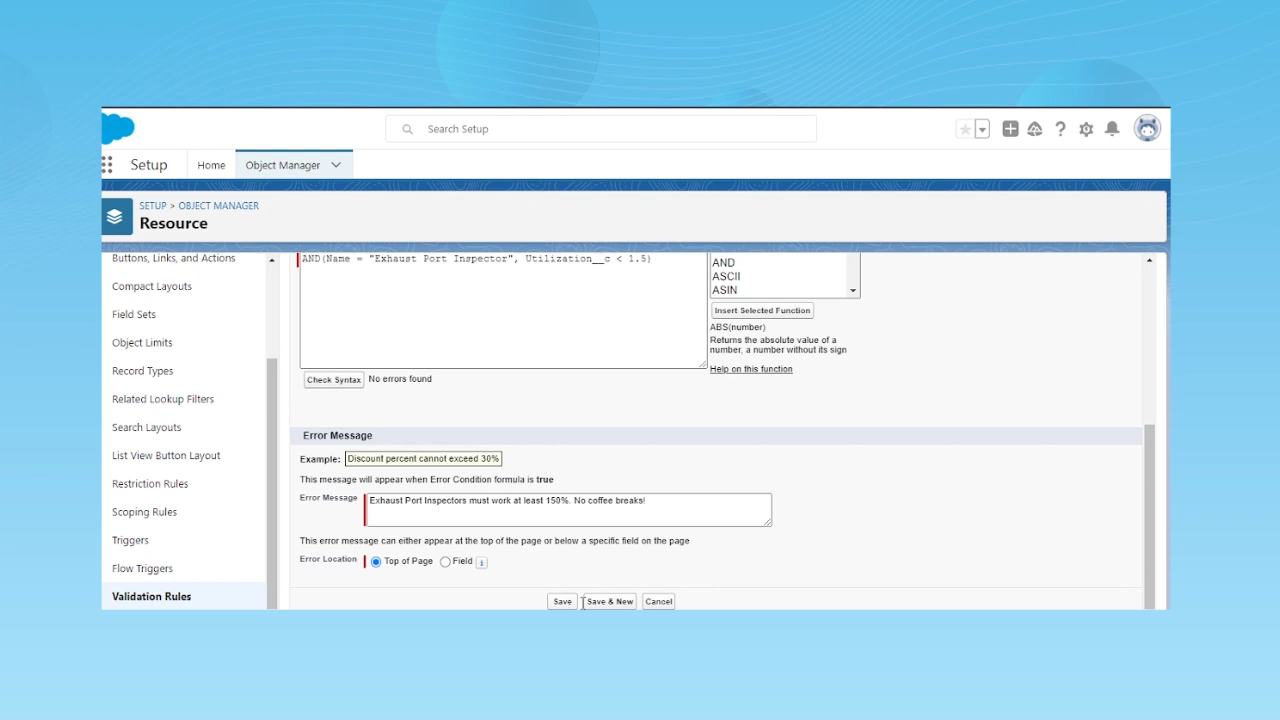 Search Setup
Setup
Home
Object Manager
SETUP > OBJECT MANAGER
Resource
Buttons, Links, and Actions
Compact Layouts
Field Sets
Object Limits
Record Types
Related Lookup Filters
Search Layouts
List View Button Layout
Restriction Rules
Scoping Rules
Triggers
Flow Triggers
Validation Rules
AND(Name = "Exhaust Port Inspector", Utilization__c < 1.5)
AND
ASCII
ASIN
Insert Selected Function
ABS(number)
Returns the absolute value of a
number, a number without its sign
Help on this function
Check Syntax No errors found
Error Message
Example: Discount percent cannot exceed 30%
This message will appear when Error Condition formula is true
Error Message Exhaust Port Inspectors must work at least 150%. No coffee breaks!
This error message can either appear at the top of the page or below a specific field on the page
Error Location Top of Page Field i
Save Save & New Cancel